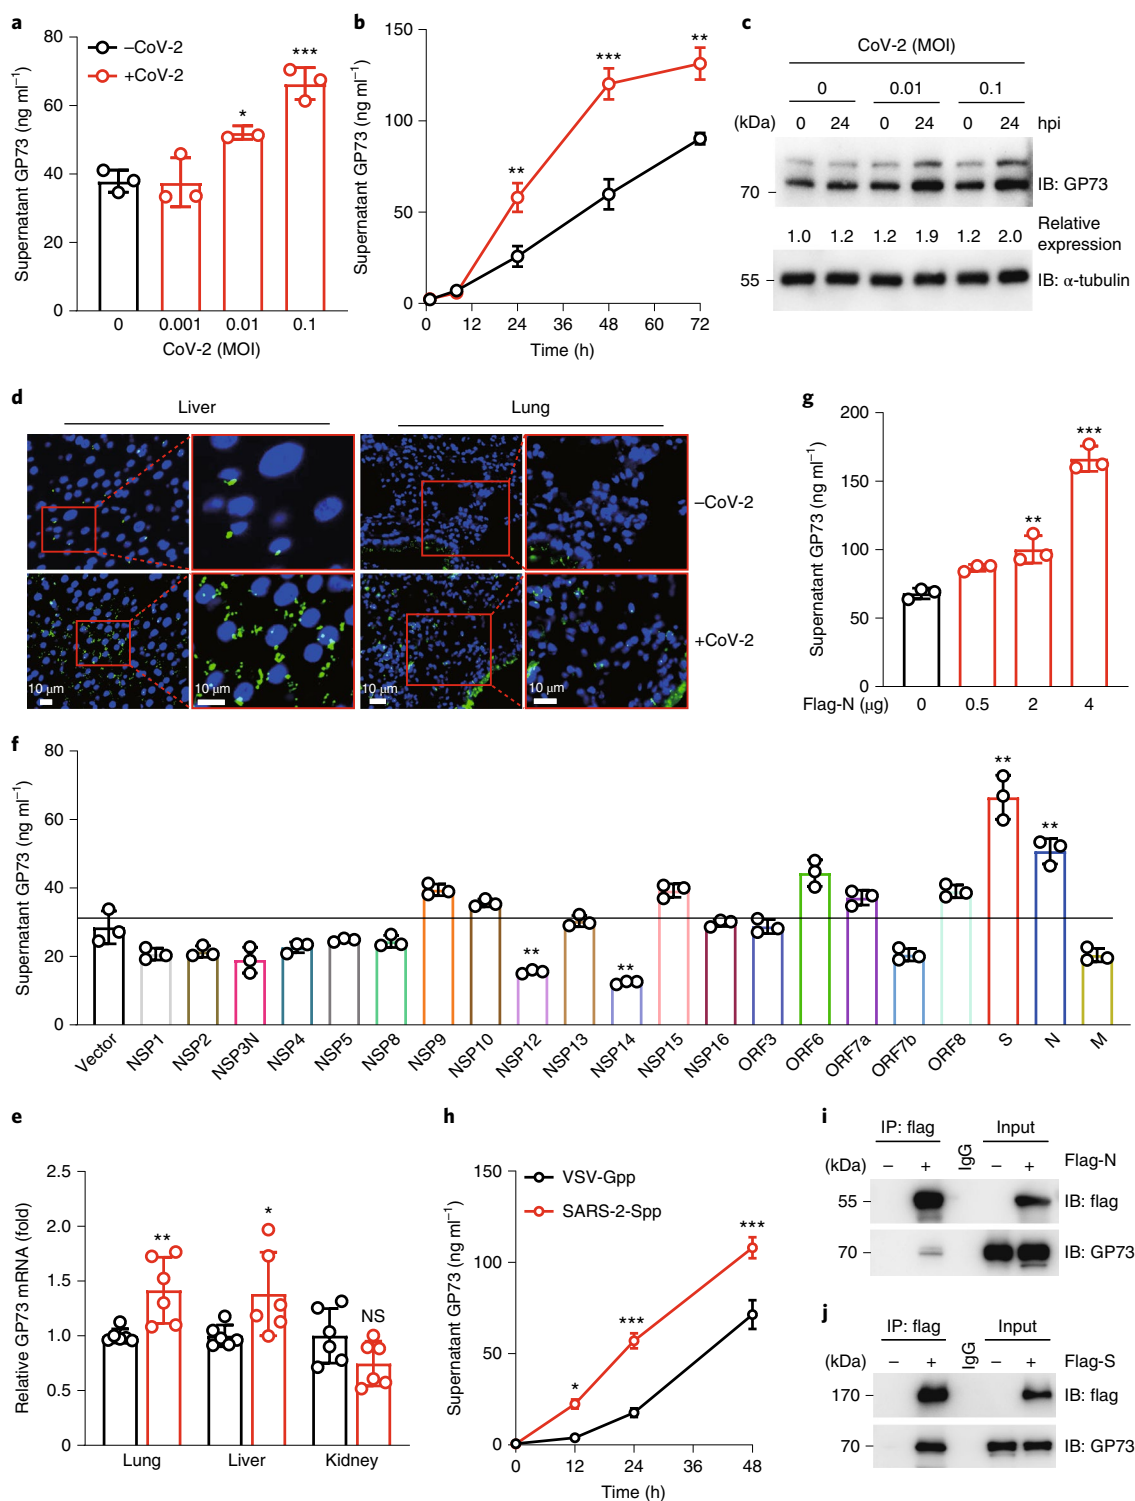 a
Supernatant GP73 (ng ml⁻¹)
80
60
40
20
0
–CoV-2
+CoV-2
*
***
0 0.001 0.01 0.1
CoV-2 (MOI)
b
Supernatant GP73 (ng ml⁻¹)
150
100
50
0
**
***
**
0 12 24 36 48 60 72
Time (h)
c
CoV-2 (MOI)
0 0.01 0.1
(kDa) 0 24 0 24 0 24 hpi
70
IB: GP73
1.0 1.2 1.2 1.9 1.2 2.0
Relative
expression
55
IB: α-tubulin
d
Liver
Lung
–CoV-2
+CoV-2
10 μm
10 μm
g
Supernatant GP73 (ng ml⁻¹)
200
150
100
50
0
**
***
Flag-N (μg) 0 0.5 2 4
f
Supernatant GP73 (ng ml⁻¹)
80
60
40
20
0
**
**
**
**
Vector NSP1 NSP2 NSP3N NSP4 NSP5 NSP8 NSP9 NSP10 NSP12 NSP13 NSP14 NSP15 NSP16 ORF3 ORF6 ORF7a ORF7b ORF8 S N M
e
Relative GP73 mRNA (fold)
2.5
2.0
1.5
1.0
0.5
0
**
*
NS
Lung Liver Kidney
h
Supernatant GP73 (ng ml⁻¹)
150
100
50
0
VSV-Gpp
SARS-2-Spp
*
***
***
0 12 24 36 48
Time (h)
i
IP: flag IgG Input
(kDa) – + – + Flag-N
55
IB: flag
70
IB: GP73
j
IP: flag IgG Input
(kDa) – + – + Flag-S
170
IB: flag
70
IB: GP73